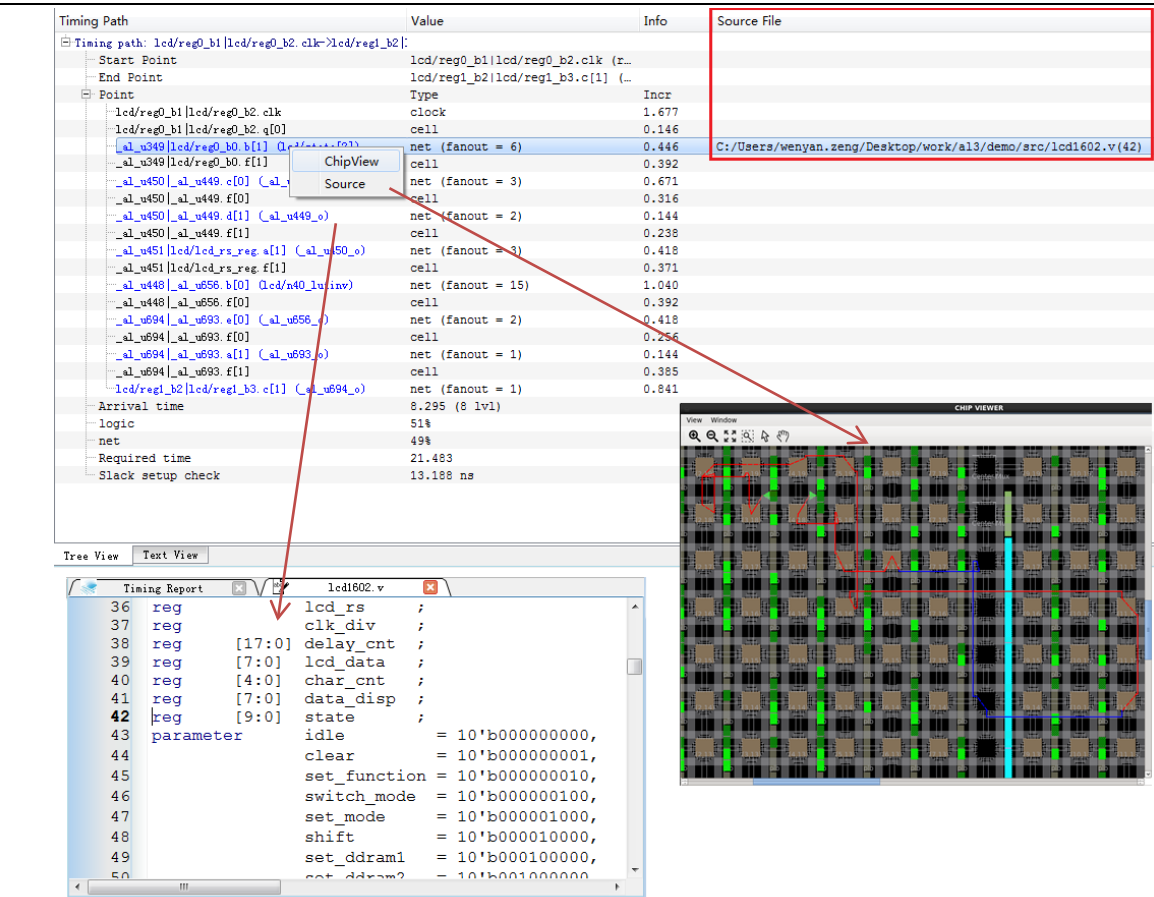 Timing Path Value Info Source File
Timing path: lcd/reg0_b1|lcd/reg0_b2.clk->lcd/reg1_b2|
Start Point lcd/reg0_b1|lcd/reg0_b2.clk (r…
End Point lcd/reg1_b2|lcd/reg1_b3.c[1] (…
Point Type Incr
lcd/reg0_b1|lcd/reg0_b2.clk clock 1.677
lcd/reg0_b1|lcd/reg0_b2.q[0] cell 0.146
_al_u349|lcd/reg0_b0.b[1] net (fanout = 6) 0.446 C:/Users/wenyan.zeng/Desktop/work/al3/demo/src/lcd1602.v(42)
_al_u349|lcd/reg0_b0.f[1] cell 0.392
ChipView
_al_u450|_al_u449.c[0] net (fanout = 3) 0.671
Source
_al_u450|_al_u449.f[0] cell 0.316
_al_u450|_al_u449.d[1] (_al_u449_o) net (fanout = 2) 0.144
_al_u450|_al_u449.f[1] cell 0.238
_al_u451|lcd/lcd_rs_reg.a[1] (_al_u450_o) net (fanout = 3) 0.418
_al_u451|lcd/lcd_rs_reg.f[1] cell 0.371
_al_u448|_al_u656.b[0] (lcd/n40_lutinv) net (fanout = 15) 1.040
_al_u448|_al_u656.f[0] cell 0.392
_al_u694|_al_u693.e[0] (_al_u656_o) net (fanout = 2) 0.418
_al_u694|_al_u693.f[0] cell 0.256
_al_u694|_al_u693.a[1] (_al_u693_o) net (fanout = 1) 0.144
_al_u694|_al_u693.f[1] cell 0.385
lcd/reg1_b2|lcd/reg1_b3.c[1] (_al_u694_o) net (fanout = 1) 0.841
Arrival time 8.295 (8 lvl)
logic 51%
net 49%
Required time 21.483
Slack setup check 13.188 ns
Tree View Text View
CHIP VIEWER
View Window
Timing Report lcd1602.v
36 reg lcd_rs ;
37 reg clk_div ;
38 reg [17:0] delay_cnt ;
39 reg [7:0] lcd_data ;
40 reg [4:0] char_cnt ;
41 reg [7:0] data_disp ;
42 reg [9:0] state ;
43 parameter idle = 10'b000000000,
44 clear = 10'b000000001,
45 set_function = 10'b000000010,
46 switch_mode = 10'b000000100,
47 set_mode = 10'b000001000,
48 shift = 10'b000010000,
49 set_ddram1 = 10'b000100000,
50 set_ddram2 = 10'b001000000